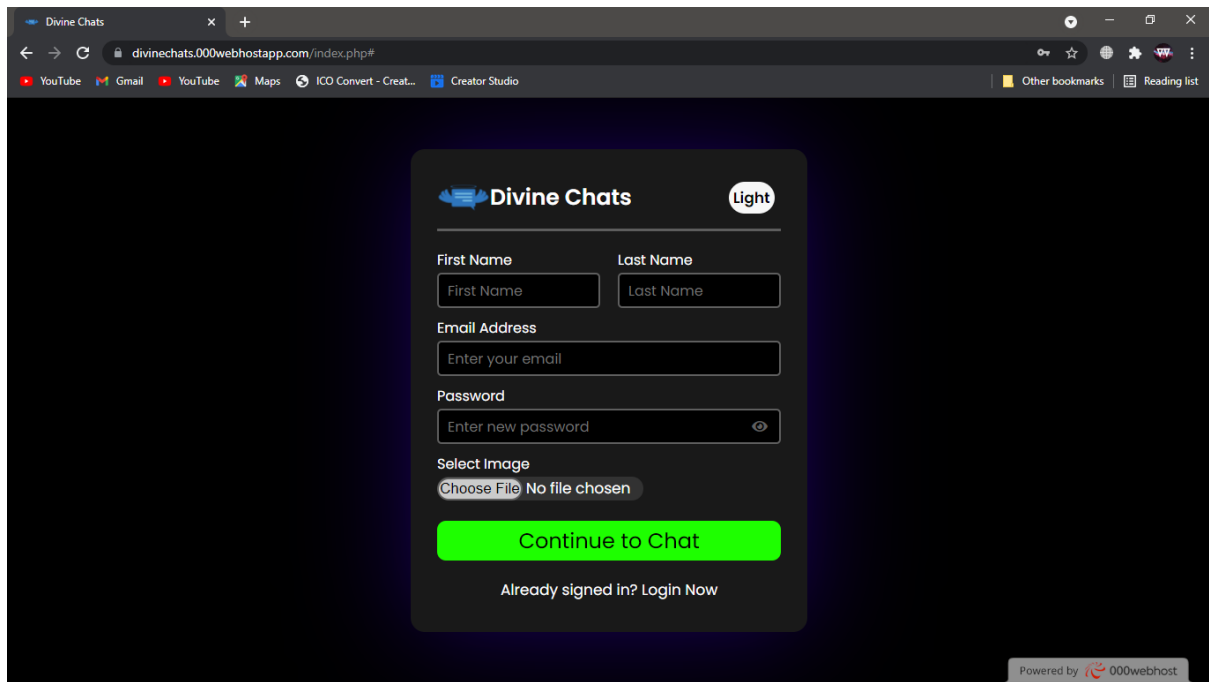 Divine Chats
divinechats.000webhostapp.com/index.php#
YouTube Gmail YouTube Maps ICO Convert - Creat... Creator Studio Other bookmarks Reading list
Divine Chats Light
First Name Last Name
First Name Last Name
Email Address
Enter your email
Password
Enter new password
Select Image
Choose File No file chosen
Continue to Chat
Already signed in? Login Now
Powered by 000webhost